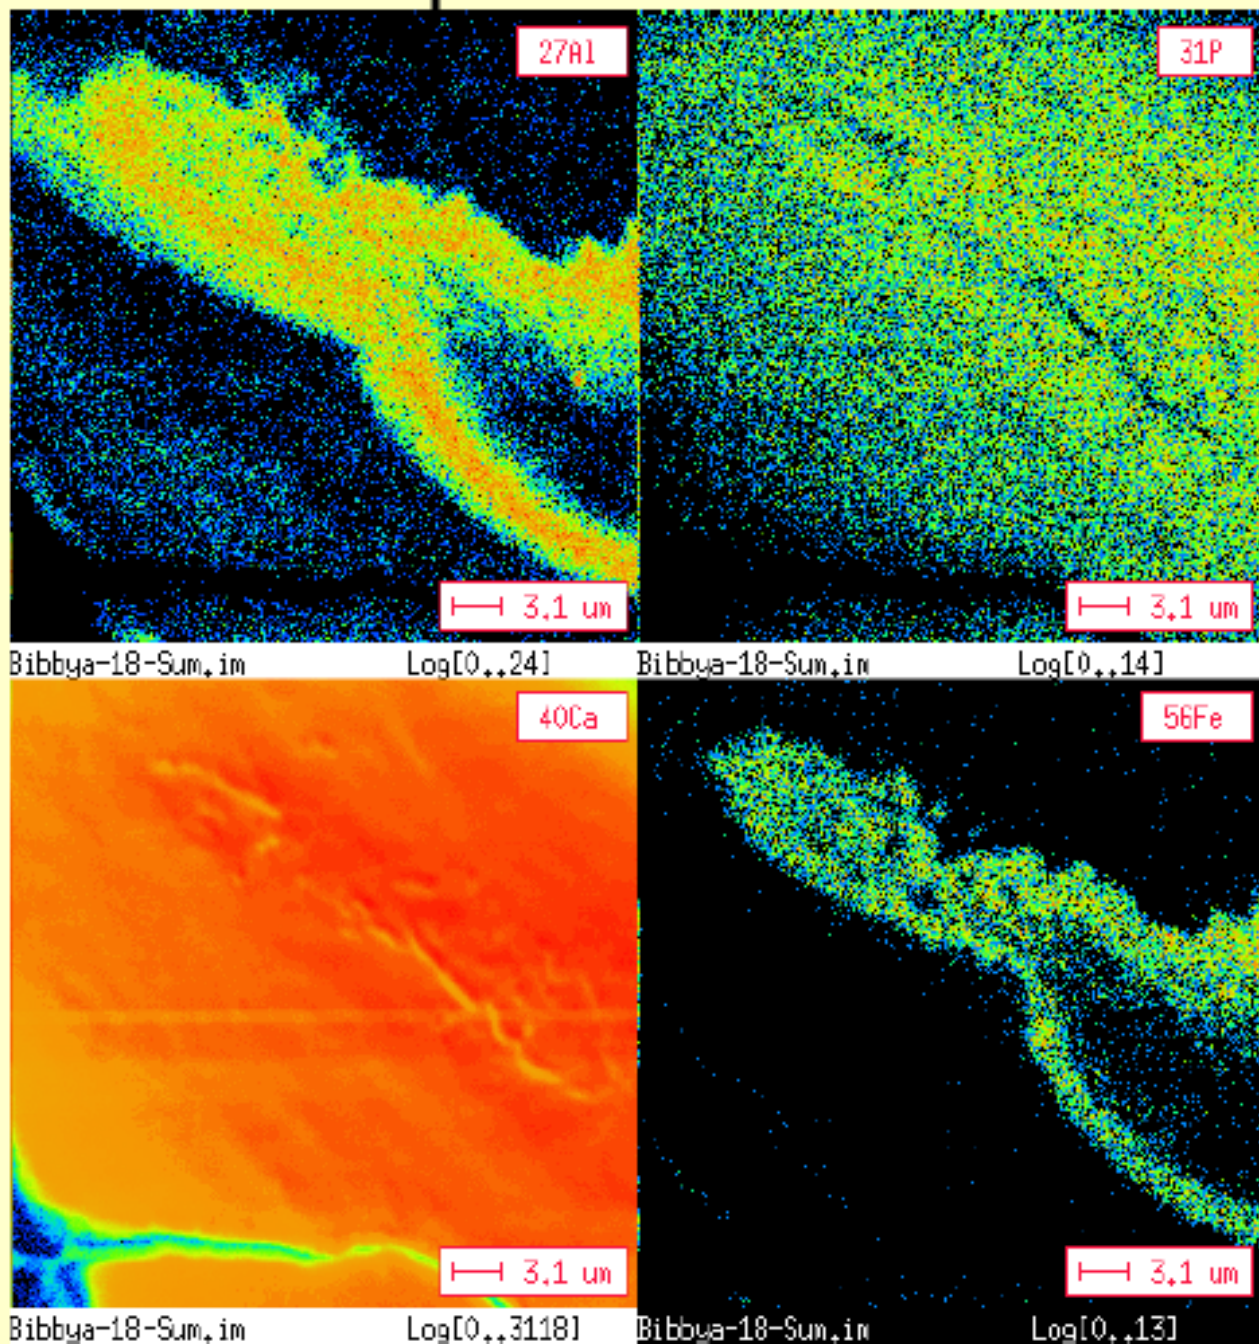 27Al 31P
3.1 um 3.1 um
Bibbya-18-Sum.im Log[0..24] Bibbya-18-Sum.im Log[0..14]
40Ca 56Fe
3.1 um 3.1 um
Bibbya-18-Sum.im Log[0..3118] Bibbya-18-Sum.im Log[0..13]